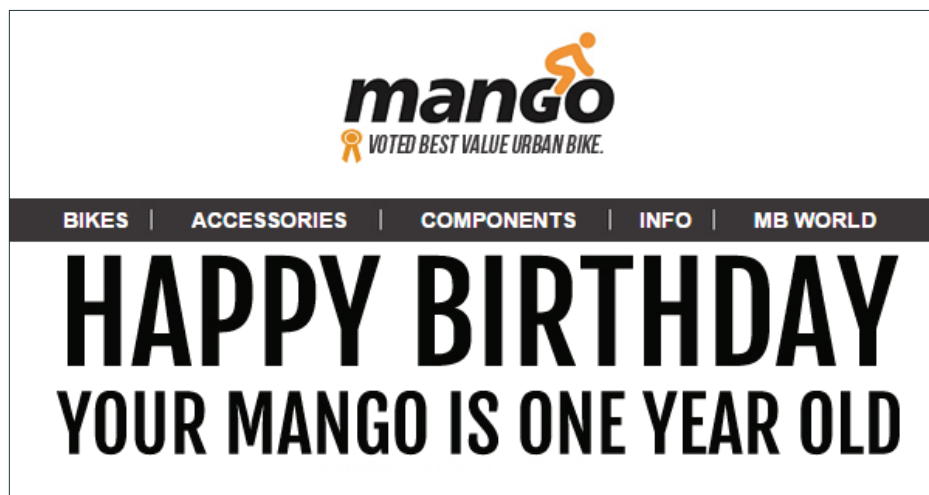 mango
VOTED BEST VALUE URBAN BIKE.
BIKES | ACCESSORIES | COMPONENTS | INFO | MB WORLD
HAPPY BIRTHDAY
YOUR MANGO IS ONE YEAR OLD